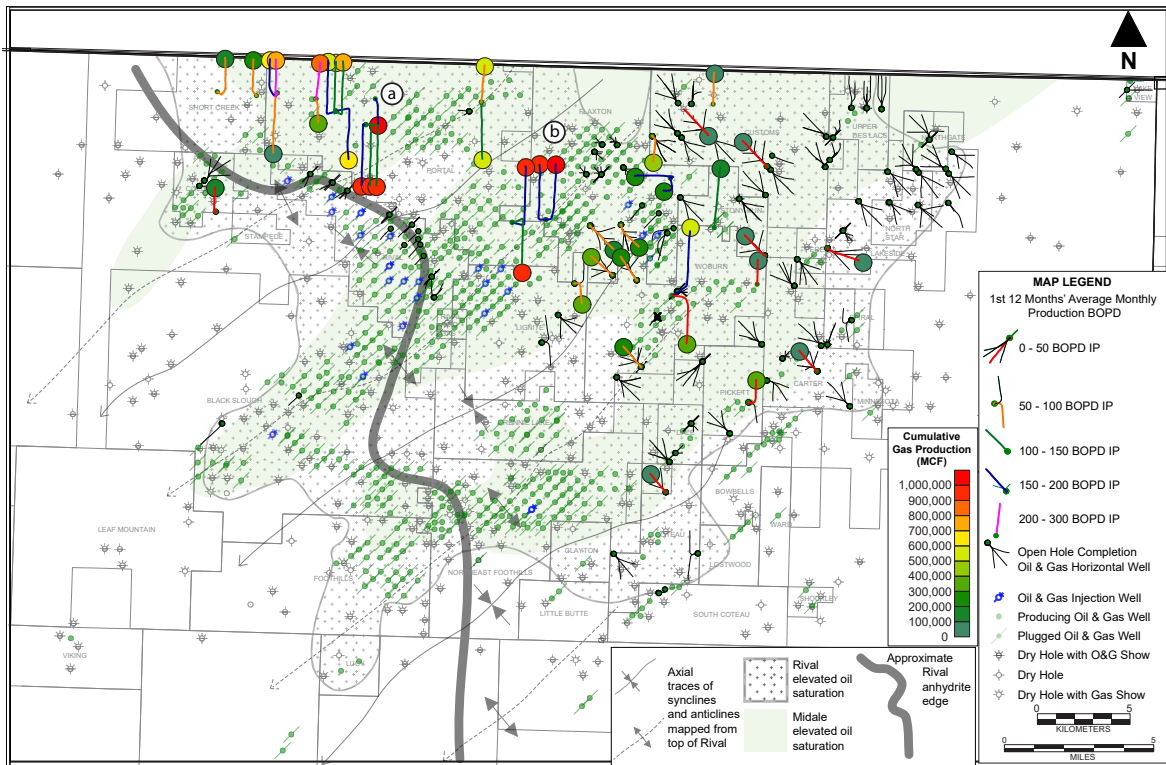 N
a
b
SHORT CREEK
FLAXTON
LAKE
VIEW
UPPER
DES LACS
NORTHGATE
CUSTOMS
PORTAL
STAMPEDE
RIVAL
NORTH
STAR
LAKESIDE
WOBURN
LIGNITE
BLACK SLOUGH
CARTER
MINNESOTA
PICKETT
BOWBELLS
WARD
LEAF MOUNTAIN
COTEAU
CLAYTON
LOSTWOOD
FOOTHILLS
NORTHEAST FOOTHILLS
LITTLE BUTTE
SOUTH COTEAU
VIKING
LUCY
MAP LEGEND
1st 12 Months' Average Monthly
Production BOPD
0 - 50 BOPD IP
50 - 100 BOPD IP
100 - 150 BOPD IP
150 - 200 BOPD IP
200 - 300 BOPD IP
Open Hole Completion
Oil & Gas Horizontal Well
Oil & Gas Injection Well
Producing Oil & Gas Well
Plugged Oil & Gas Well
Dry Hole with O&G Show
Dry Hole
Dry Hole with Gas Show
0 5
KILOMETERS
0 5
MILES
Cumulative
Gas Production
(MCF)
1,000,000
900,000
800,000
700,000
600,000
500,000
400,000
300,000
200,000
100,000
0
Axial
traces of
synclines
and anticlines
mapped from
top of Rival
Rival
elevated oil
saturation
Midale
elevated oil
saturation
Approximate
Rival
anhydrite
edge